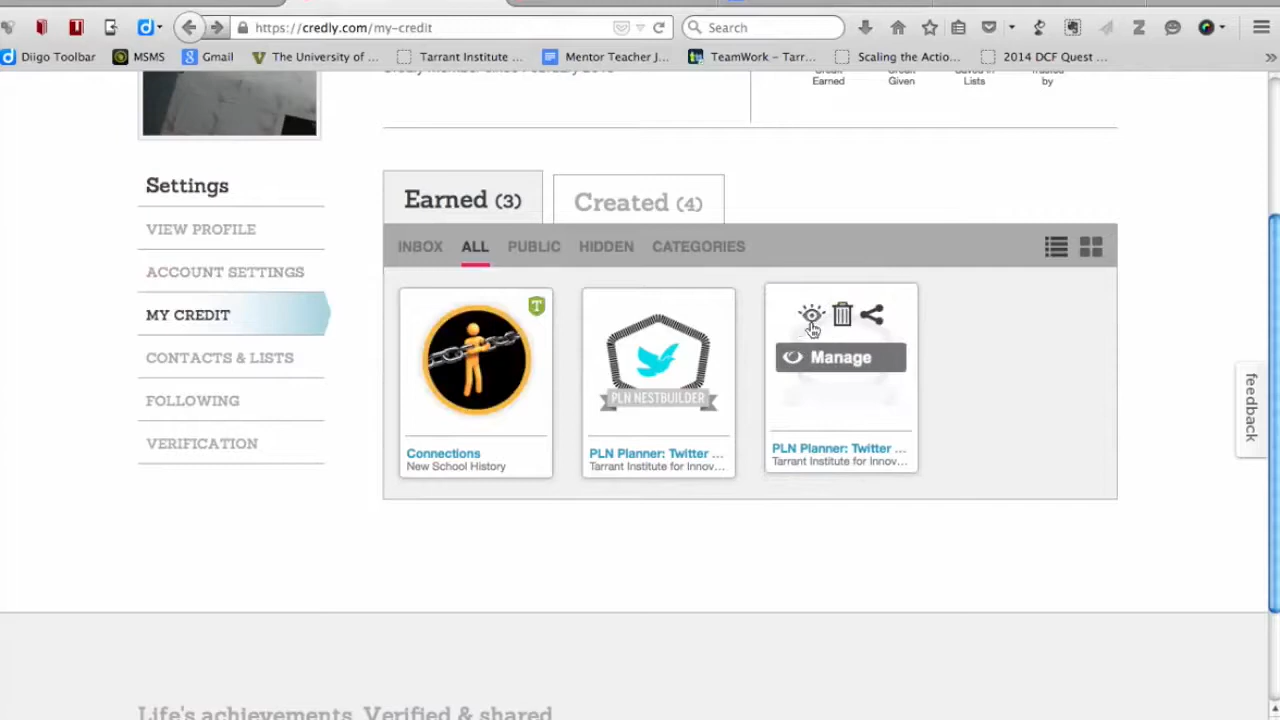 https://credly.com/my-credit
Search
Diigo Toolbar
MSMS
Gmail
The University of ...
Tarrant Institute ...
Mentor Teacher J...
TeamWork - Tarr...
Scaling the Actio...
2014 DCF Quest ...
Earned
Given
Lists
by
Settings
VIEW PROFILE
ACCOUNT SETTINGS
MY CREDIT
CONTACTS & LISTS
FOLLOWING
VERIFICATION
Earned (3)
Created (4)
INBOX ALL PUBLIC HIDDEN CATEGORIES
T
PLN NESTBUILDER
Manage
Connections
New School History
PLN Planner: Twitter ...
Tarrant Institute for Innov...
PLN Planner: Twitter ...
Tarrant Institute for Innov...
feedback
Life's achievements. Verified & shared